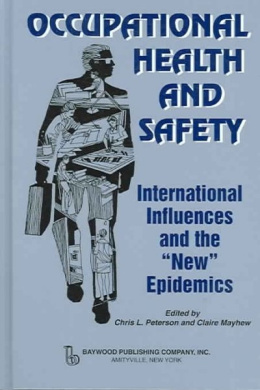 OCCUPATIONAL
HEALTH
AND
SAFETY
International
Influences
and the
“New”
Epidemics
Edited by
Chris L. Peterson and Claire Mayhew
BAYWOOD PUBLISHING COMPANY, INC.
AMITYVILLE, NEW YORK